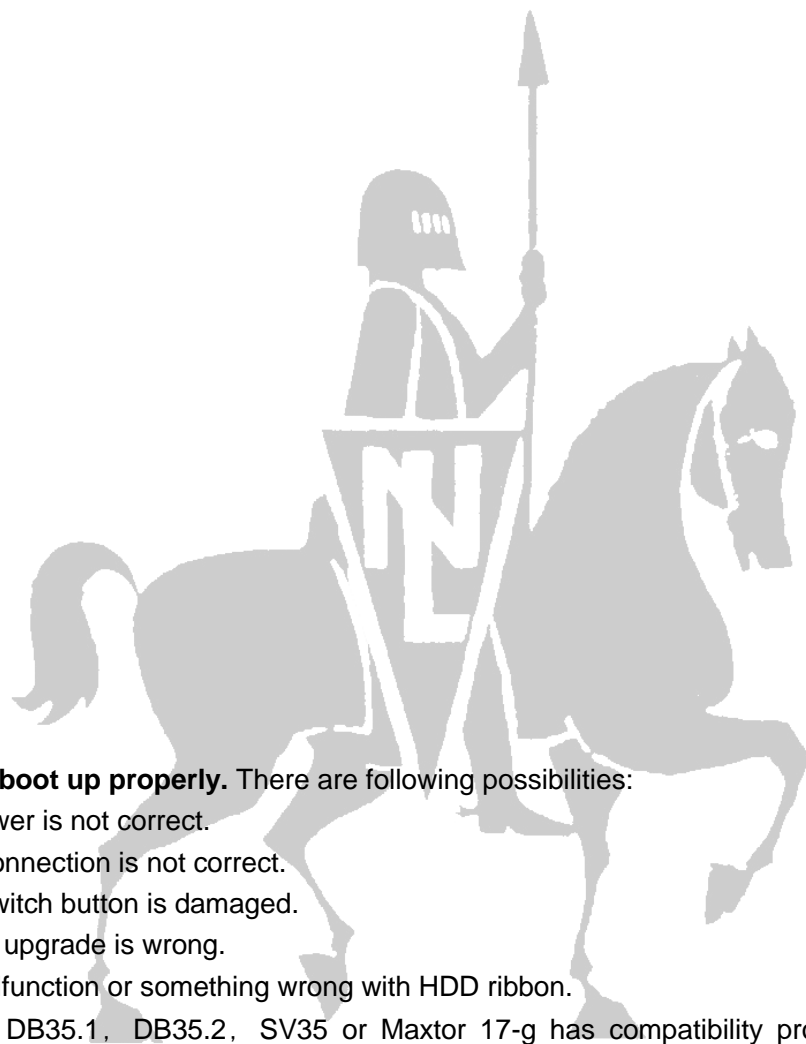 NL
boot up properly. There are following possibilities:
wer is not correct.
onnection is not correct.
witch button is damaged.
upgrade is wrong.
function or something wrong with HDD ribbon.
DB35.1, DB35.2, SV35 or Maxtor 17-g has compatibility pro